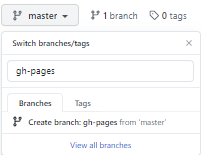 master 1 branch 0 tags
Switch branches/tags
gh-pages
Branches Tags
Create branch: gh-pages from 'master'
View all branches